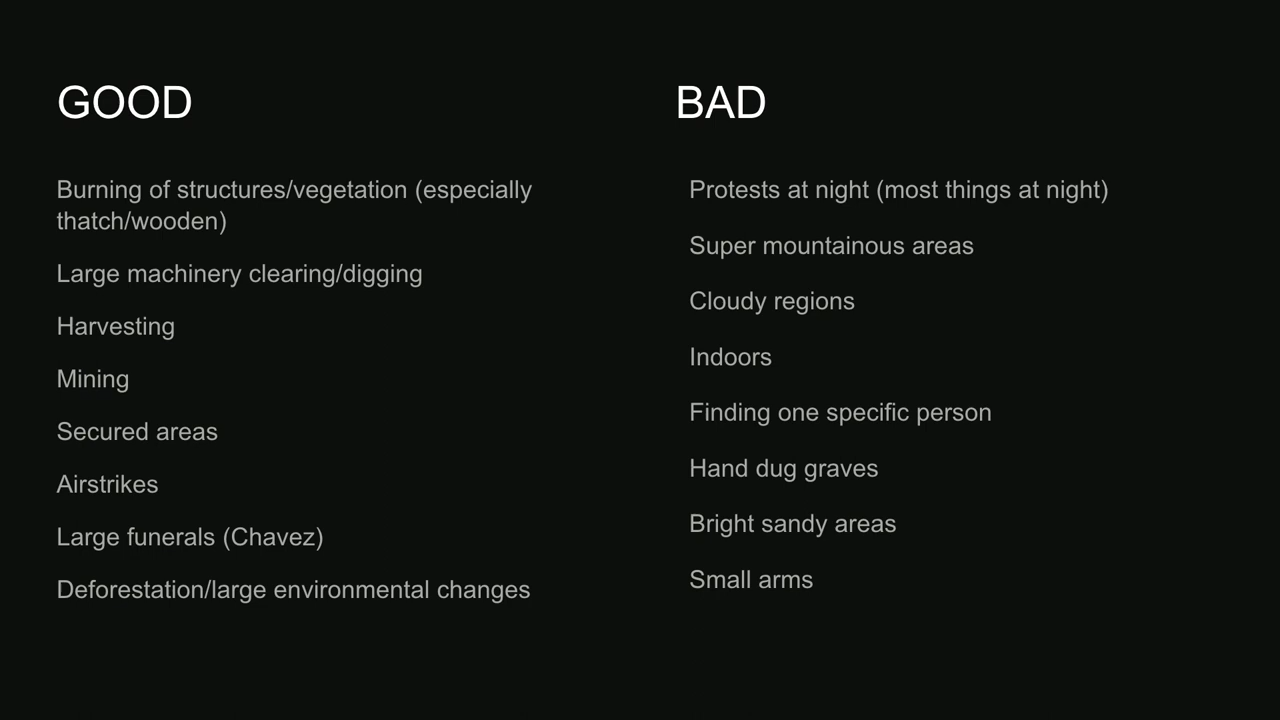 GOOD
Burning of structures/vegetation (especially
thatch/wooden)
Large machinery clearing/digging
Harvesting
Mining
Secured areas
Airstrikes
Large funerals (Chavez)
Deforestation/large environmental changes
BAD
Protests at night (most things at night)
Super mountainous areas
Cloudy regions
Indoors
Finding one specific person
Hand dug graves
Bright sandy areas
Small arms